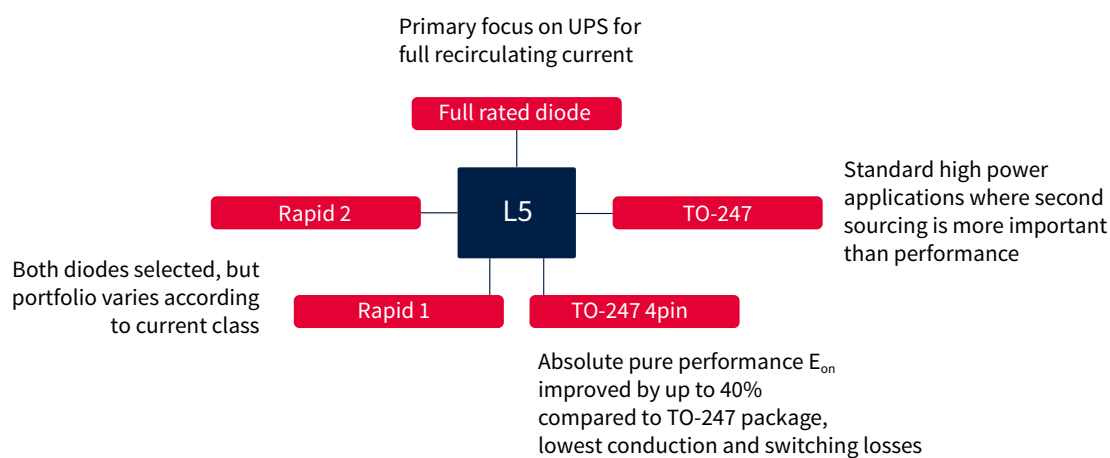 Primary focus on UPS for
full recirculating current
Full rated diode
Rapid 2
L5
TO-247
Standard high power
applications where second
sourcing is more important
than performance
Both diodes selected, but
portfolio varies according
to current class
Rapid 1
TO-247 4pin
Absolute pure performance Eon
improved by up to 40%
compared to TO-247 package,
lowest conduction and switching losses